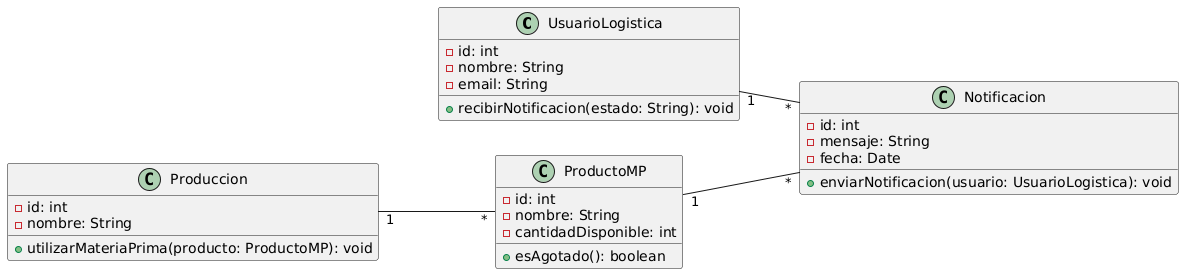 C UsuarioLogistica
id: int
nombre: String
email: String
recibirNotificacion(estado: String): void
C Notificacion
id: int
mensaje: String
fecha: Date
enviarNotificacion(usuario: UsuarioLogistica): void
C Produccion
id: int
nombre: String
utilizarMateriaPrima(producto: ProductoMP): void
C ProductoMP
id: int
nombre: String
cantidadDisponible: int
esAgotado(): boolean
1
*
1
*
1
*